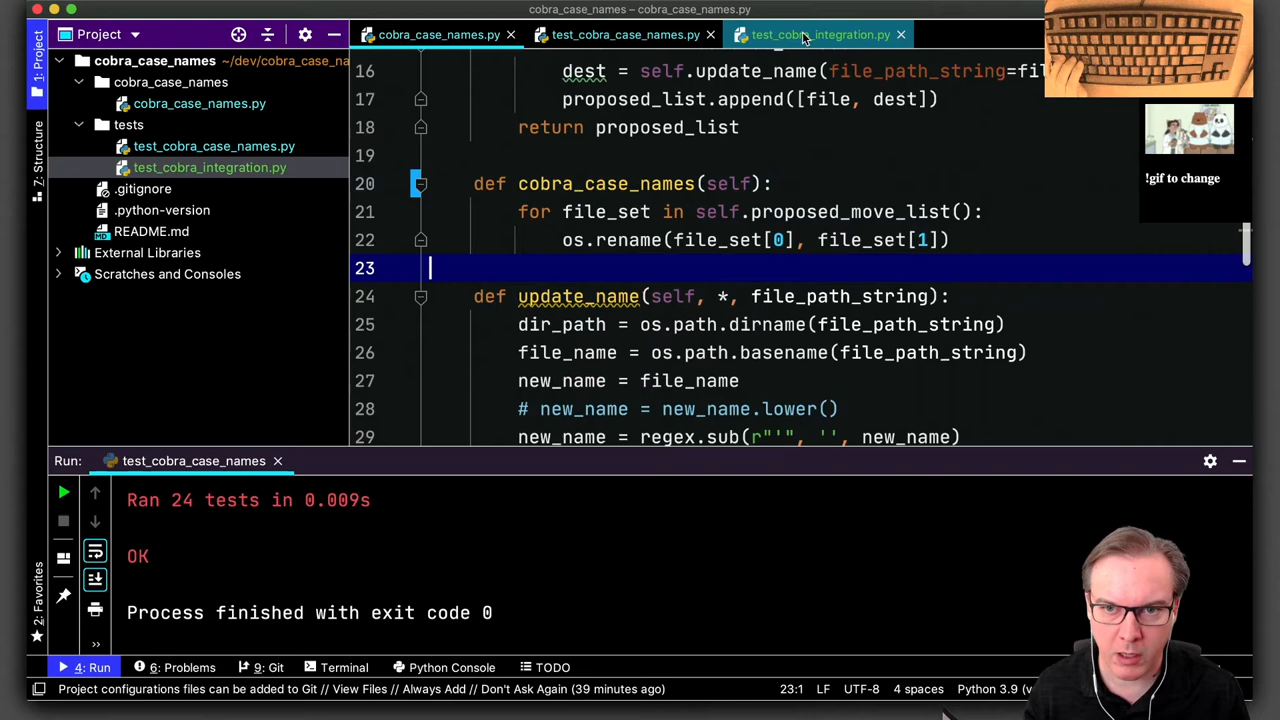 cobra_case_names – cobra_case_names.py
1: Project
7: Structure
2: Favorites
Project
cobra_case_names ~/dev/cobra_case_na
cobra_case_names
cobra_case_names.py
tests
test_cobra_case_names.py
test_cobra_integration.py
.gitignore
.python-version
README.md
External Libraries
Scratches and Consoles
cobra_case_names.py
test_cobra_case_names.py
test_cobra_integration.py
16 dest = self.update_name(file_path_string=fil
17 proposed_list.append([file, dest])
18 return proposed_list
19
20 def cobra_case_names(self):
21 for file_set in self.proposed_move_list():
22 os.rename(file_set[0], file_set[1])
23
24 def update_name(self, *, file_path_string):
25 dir_path = os.path.dirname(file_path_string)
26 file_name = os.path.basename(file_path_string)
27 new_name = file_name
28 # new_name = new_name.lower()
29 new_name = regex.sub(r"'", '', new_name)
!gif to change
Run: test_cobra_case_names
Ran 24 tests in 0.009s
OK
Process finished with exit code 0
4: Run
6: Problems
9: Git
Terminal
Python Console
TODO
Project configurations files can be added to Git // View Files // Always Add // Don't Ask Again (39 minutes ago)
23:1 LF UTF-8 4 spaces Python 3.9 (v